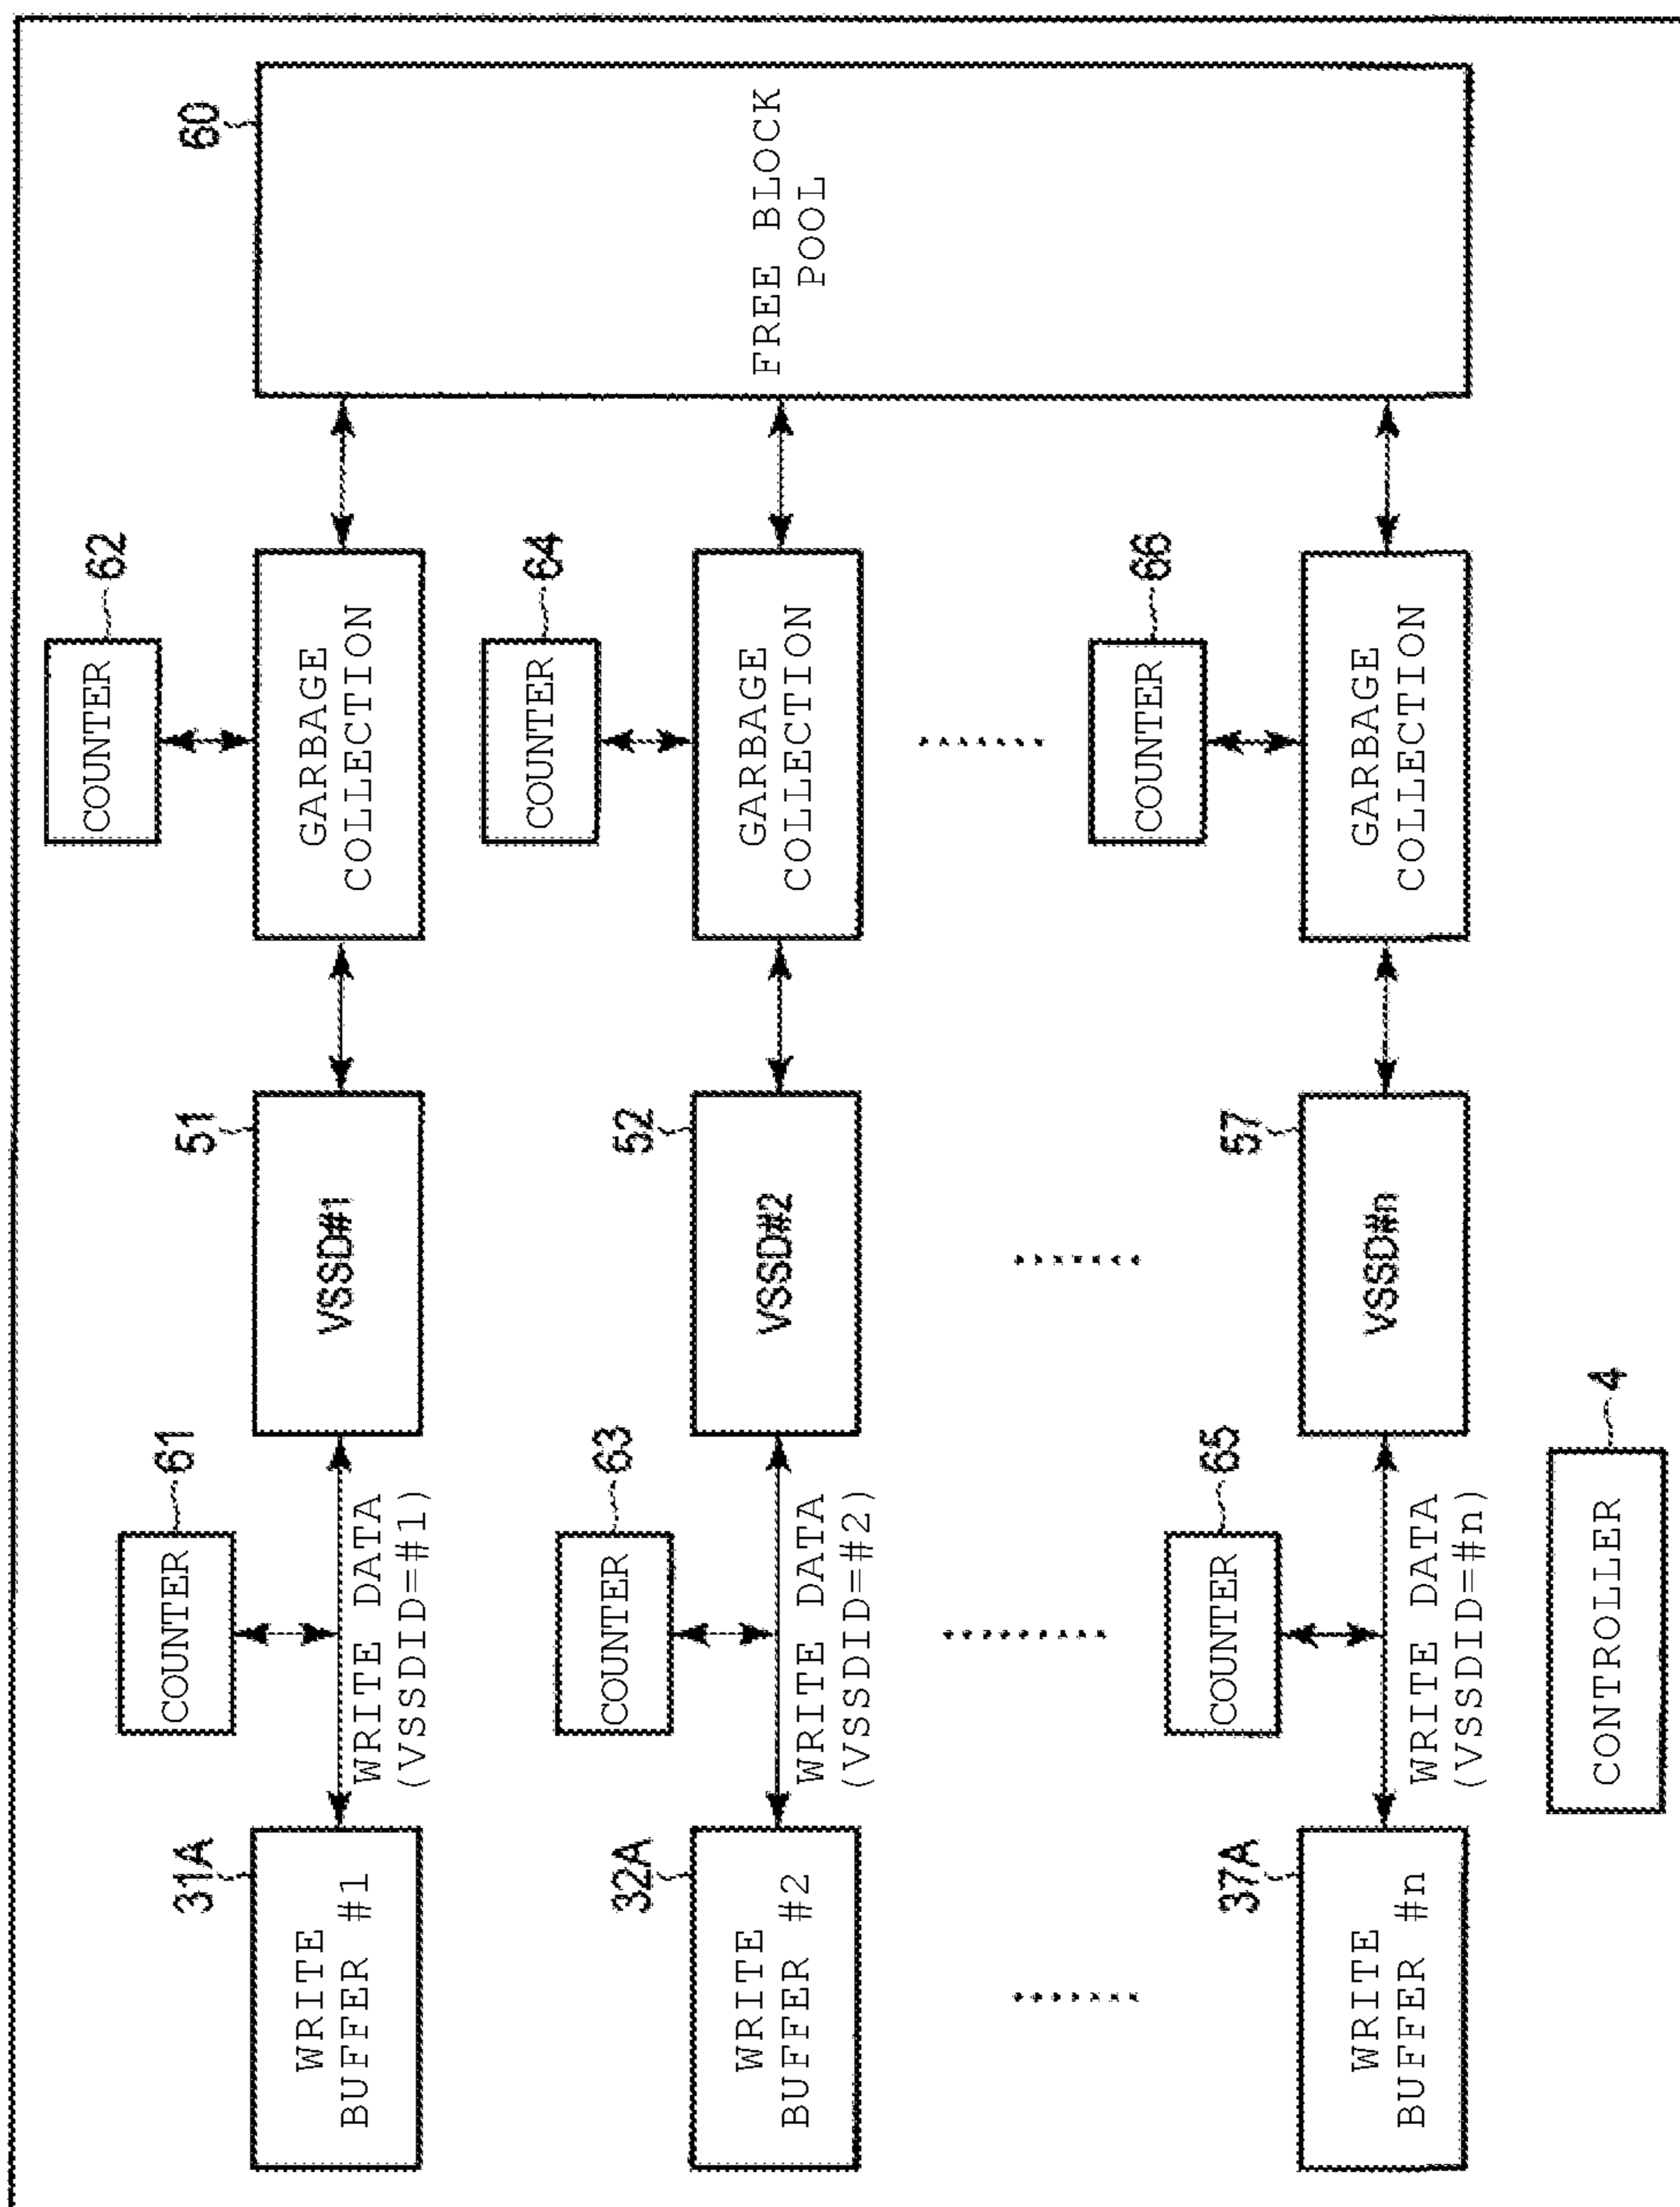 62
60
COUNTER
61
51
COUNTER
31A
WRITE
BUFFER #1
WRITE DATA
(VSSDID=#1)
VSSD#1
GARBAGE
COLLECTION
64
COUNTER
63
52
COUNTER
32A
WRITE
BUFFER #2
WRITE DATA
(VSSDID=#2)
VSSD#2
GARBAGE
COLLECTION
FREE BLOCK
POOL
66
COUNTER
65
57
COUNTER
37A
WRITE
BUFFER #n
WRITE DATA
(VSSDID=#n)
VSSD#n
GARBAGE
COLLECTION
4
CONTROLLER